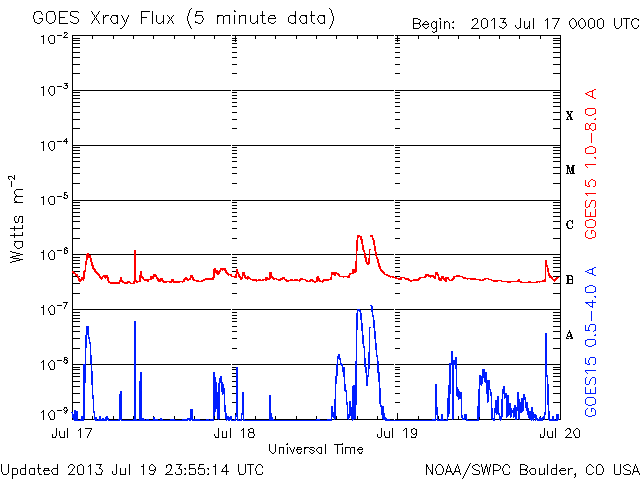 GOES Xray Flux (5 minute data)
Begin: 2013 Jul 17 0000 UTC
10⁻²
10⁻³
10⁻⁴
10⁻⁵
10⁻⁶
10⁻⁷
10⁻⁸
10⁻⁹
Watts m⁻²
X
M
C
B
A
GOES15 1.0-8.0 A
GOES15 0.5-4.0 A
Jul 17
Jul 18
Jul 19
Jul 20
Universal Time
Updated 2013 Jul 19 23:55:14 UTC
NOAA/SWPC Boulder, CO USA